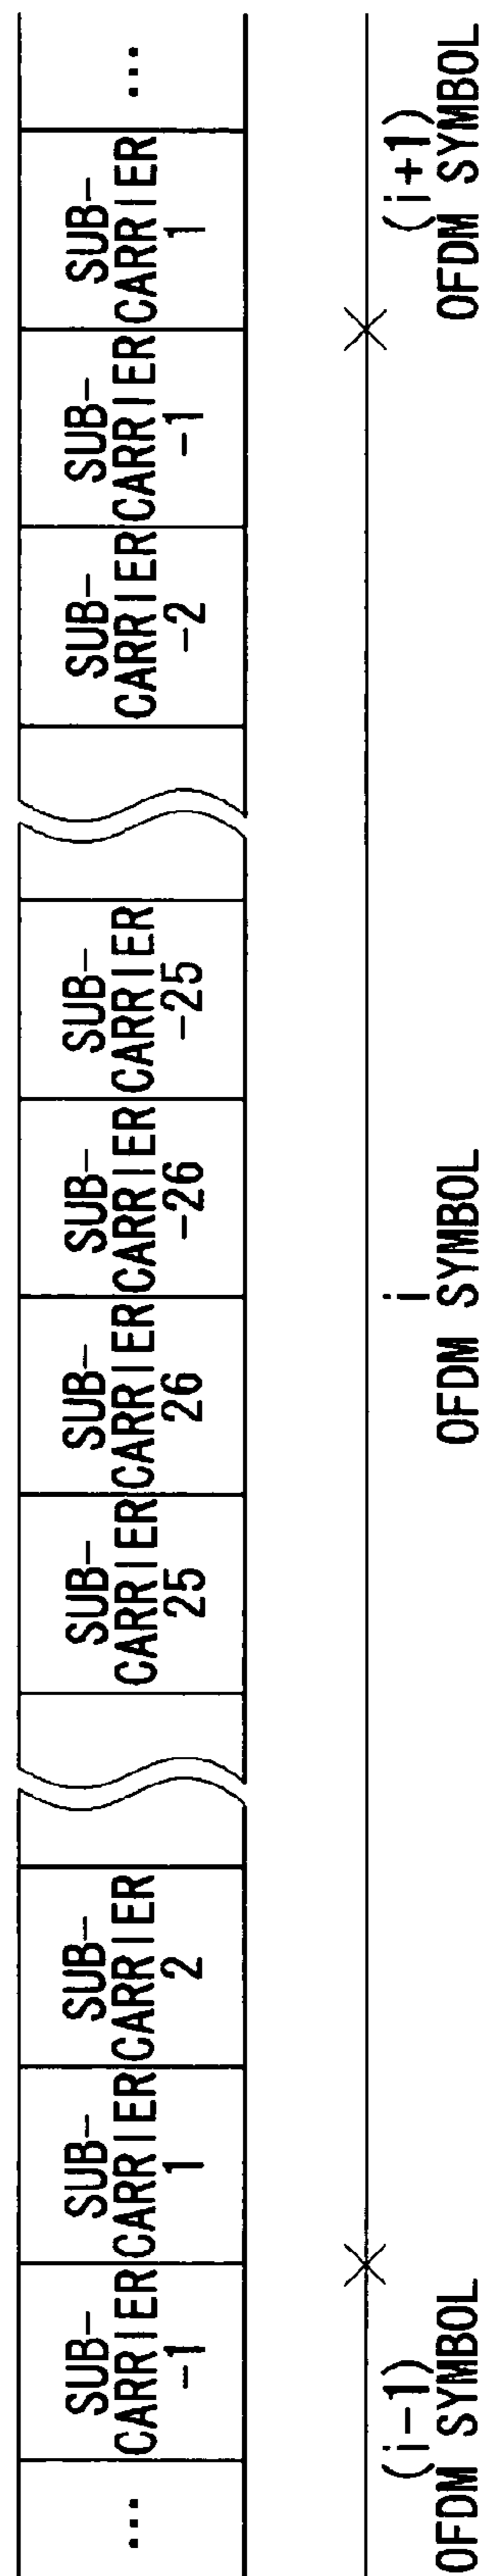 ...
SUB-
CARRIER
-1
SUB-
CARRIER
1
SUB-
CARRIER
2
SUB-
CARRIER
25
SUB-
CARRIER
26
SUB-
CARRIER
-26
SUB-
CARRIER
-25
SUB-
CARRIER
-2
SUB-
CARRIER
-1
SUB-
CARRIER
1
...
(i-1)
OFDM SYMBOL
i
OFDM SYMBOL
(i+1)
OFDM SYMBOL